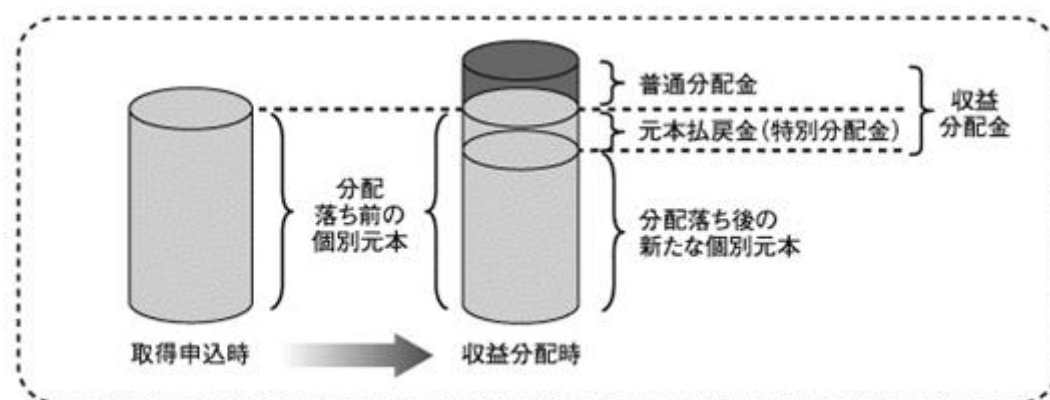 普通分配金
元本払戻金(特別分配金)
収益
分配金
分配
落ち前の
個別元本
分配落ち後の
新たな個別元本
取得申込時
収益分配時